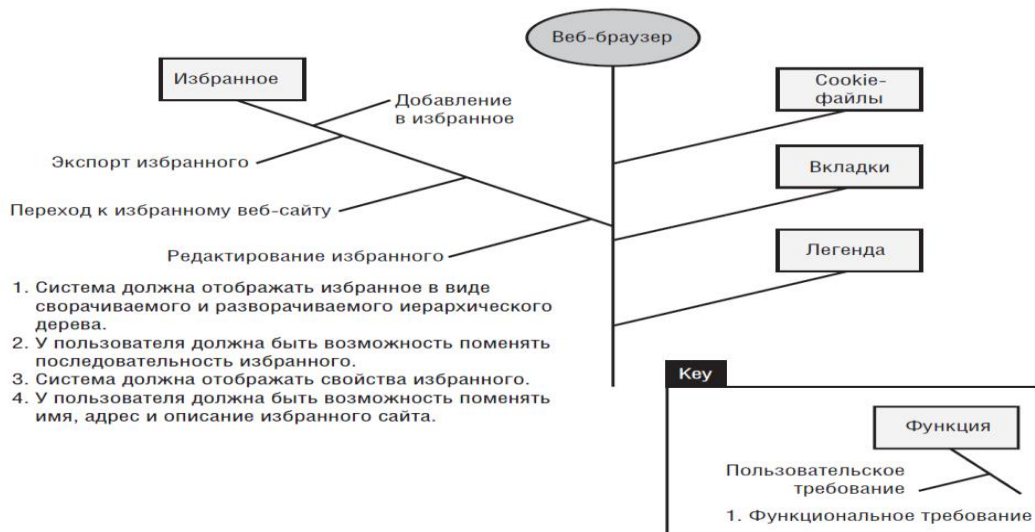 Веб-браузер
Избранное
Добавление
в избранное
Экспорт избранного
Переход к избранному веб-сайту
Редактирование избранного
1. Система должна отображать избранное в виде
сворачиваемого и разворачиваемого иерархического
дерева.
2. У пользователя должна быть возможность поменять
последовательность избранного.
3. Система должна отображать свойства избранного.
4. У пользователя должна быть возможность поменять
имя, адрес и описание избранного сайта.
Cookie-
файлы
Вкладки
Легенда
Key
Функция
Пользовательское
требование
1. Функциональное требование